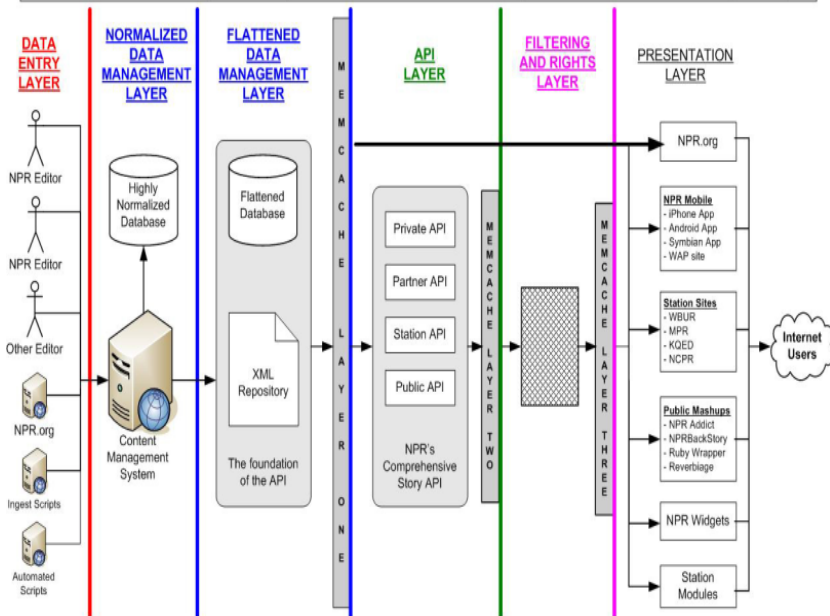 DATA
ENTRY
LAYER
NPR Editor
NPR Editor
Other Editor
NPR.org
Ingest Scripts
Automated
Scripts
NORMALIZED
DATA
MANAGEMENT
LAYER
Highly
Normalized
Database
Content
Management
System
FLATTENED
DATA
MANAGEMENT
LAYER
Flattened
Database
XML
Repository
The foundation
of the API
MEMCACHE LAYER ONE
API
LAYER
Private API
Partner API
Station API
Public API
NPR's
Comprehensive
Story API
MEMCACHE LAYER TWO
FILTERING
AND RIGHTS
LAYER
MEMCACHE LAYER THREE
PRESENTATION
LAYER
NPR.org
NPR Mobile
- iPhone App
- Android App
- Symbian App
- WAP site
Station Sites
- WBUR
- MPR
- KQED
- NCPR
Public Mashups
- NPR Addict
- NPRBackStory
- Ruby Wrapper
- Reverbiage
NPR Widgets
Station
Modules
Internet
Users